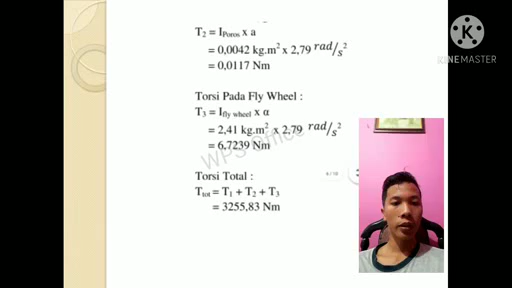 T₂ = I_Poros x a
= 0,0042 kg.m² x 2,79 rad/s²
= 0,0117 Nm
Torsi Pada Fly Wheel :
T₃ = I_fly wheel x α
= 2,41 kg.m² x 2,79 rad/s²
= 6,7239 Nm
Torsi Total :
T_tot = T₁ + T₂ + T₃
= 3255,83 Nm
WPS Office
KINEMASTER